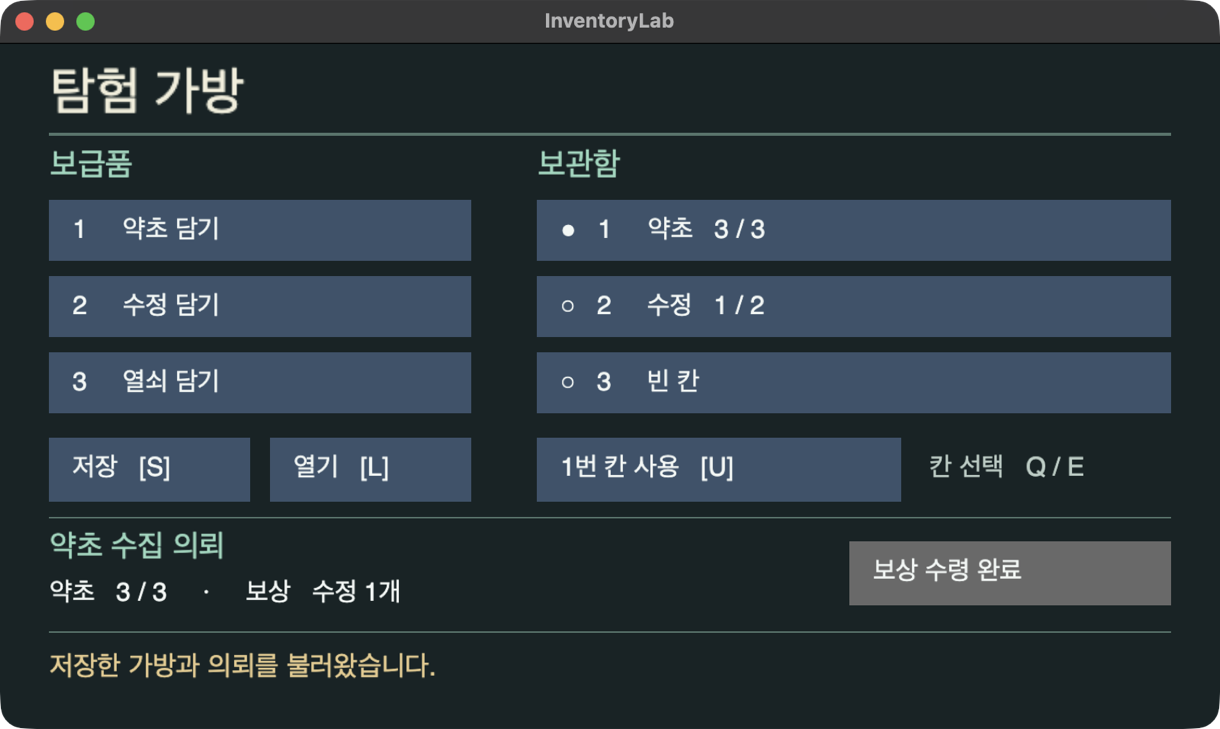 InventoryLab
탐험 가방
보급품
1 약초 담기
2 수정 담기
3 열쇠 담기
저장 [S]
열기 [L]
보관함
● 1 약초 3 / 3
○ 2 수정 1 / 2
○ 3 빈 칸
1번 칸 사용 [U]
칸 선택 Q / E
약초 수집 의뢰
약초 3 / 3 · 보상 수정 1개
보상 수령 완료
저장한 가방과 의뢰를 불러왔습니다.